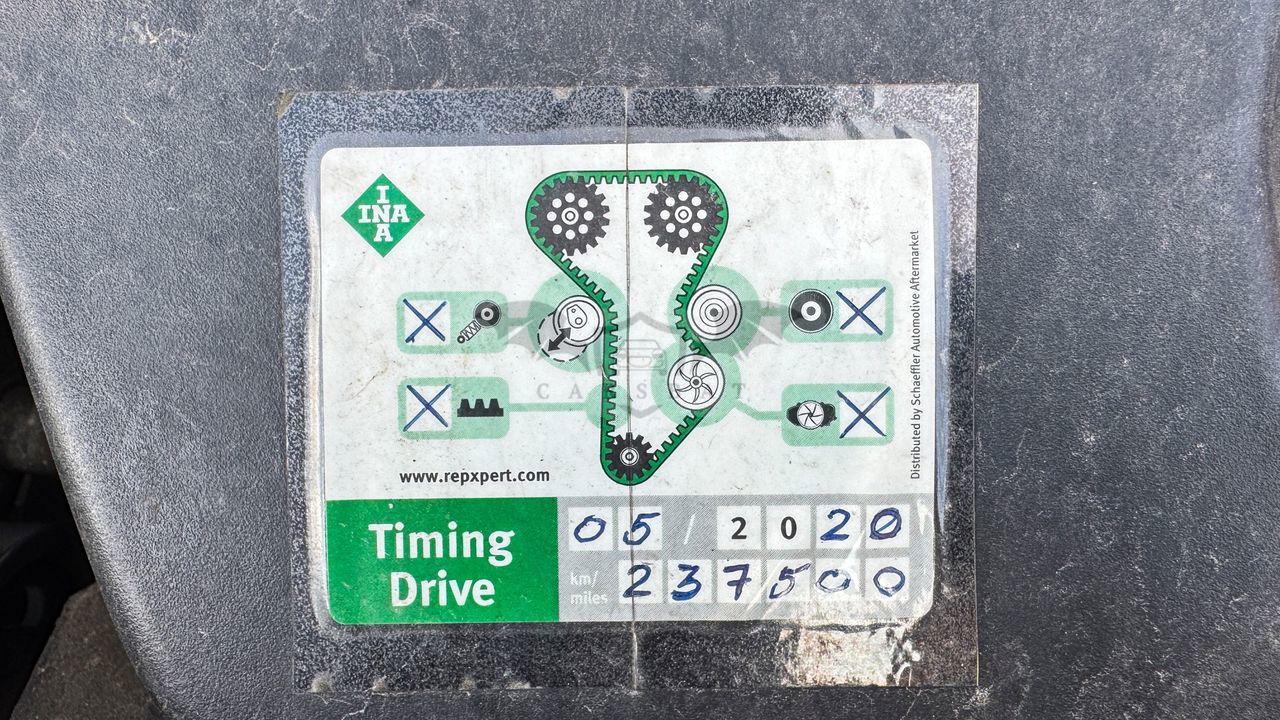 I
INA
A
Distributed by Schaeffler Automotive Aftermarket
www.repxpert.com
Timing
Drive
05 / 2020
km/
miles
237500